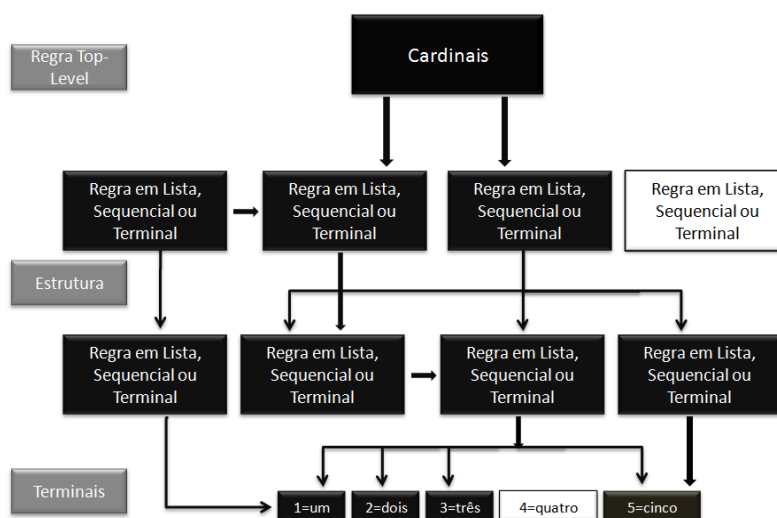 Regra Top-
Level
Cardinais
Regra em Lista,
Sequencial ou
Terminal
Regra em Lista,
Sequencial ou
Terminal
Regra em Lista,
Sequencial ou
Terminal
Regra em Lista,
Sequencial ou
Terminal
Estrutura
Regra em Lista,
Sequencial ou
Terminal
Regra em Lista,
Sequencial ou
Terminal
Regra em Lista,
Sequencial ou
Terminal
Regra em Lista,
Sequencial ou
Terminal
Terminais
1=um
2=dois
3=três
4=quatro
5=cinco